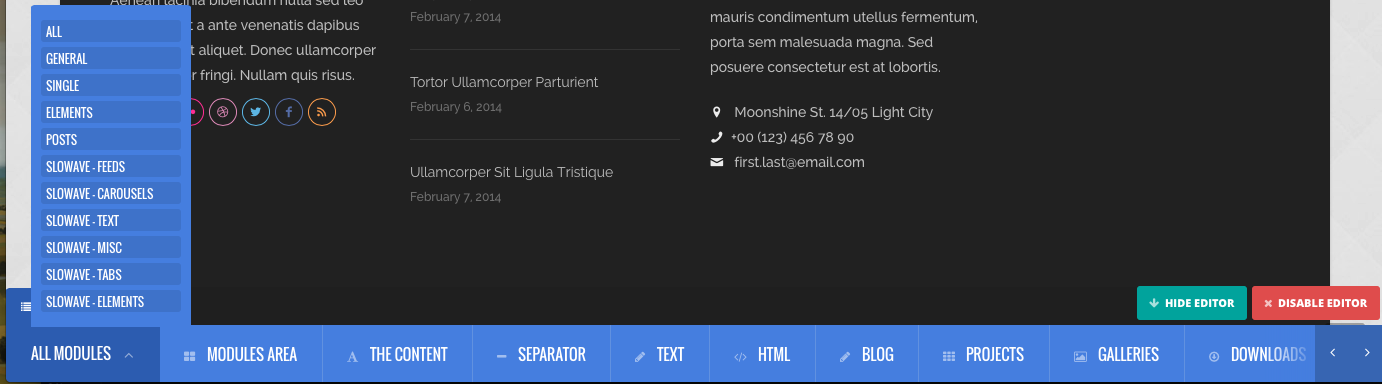 ALL
GENERAL
SINGLE
ELEMENTS
POSTS
SLOWAVE - FEEDS
SLOWAVE - CAROUSELS
SLOWAVE - TEXT
SLOWAVE - MISC
SLOWAVE - TABS
SLOWAVE - ELEMENTS
Aenean lacinia bibendum nulla sed leo
t a ante venenatis dapibus
t aliquet. Donec ullamcorper
r fringi. Nullam quis risus.
February 7, 2014
Tortor Ullamcorper Parturient
February 6, 2014
Ullamcorper Sit Ligula Tristique
February 7, 2014
mauris condimentum utellus fermentum,
porta sem malesuada magna. Sed
posuere consectetur est at lobortis.
Moonshine St. 14/05 Light City
+00 (123) 456 78 90
first.last@email.com
HIDE EDITOR
DISABLE EDITOR
ALL MODULES
MODULES AREA
THE CONTENT
SEPARATOR
TEXT
HTML
BLOG
PROJECTS
GALLERIES
DOWNLOADS